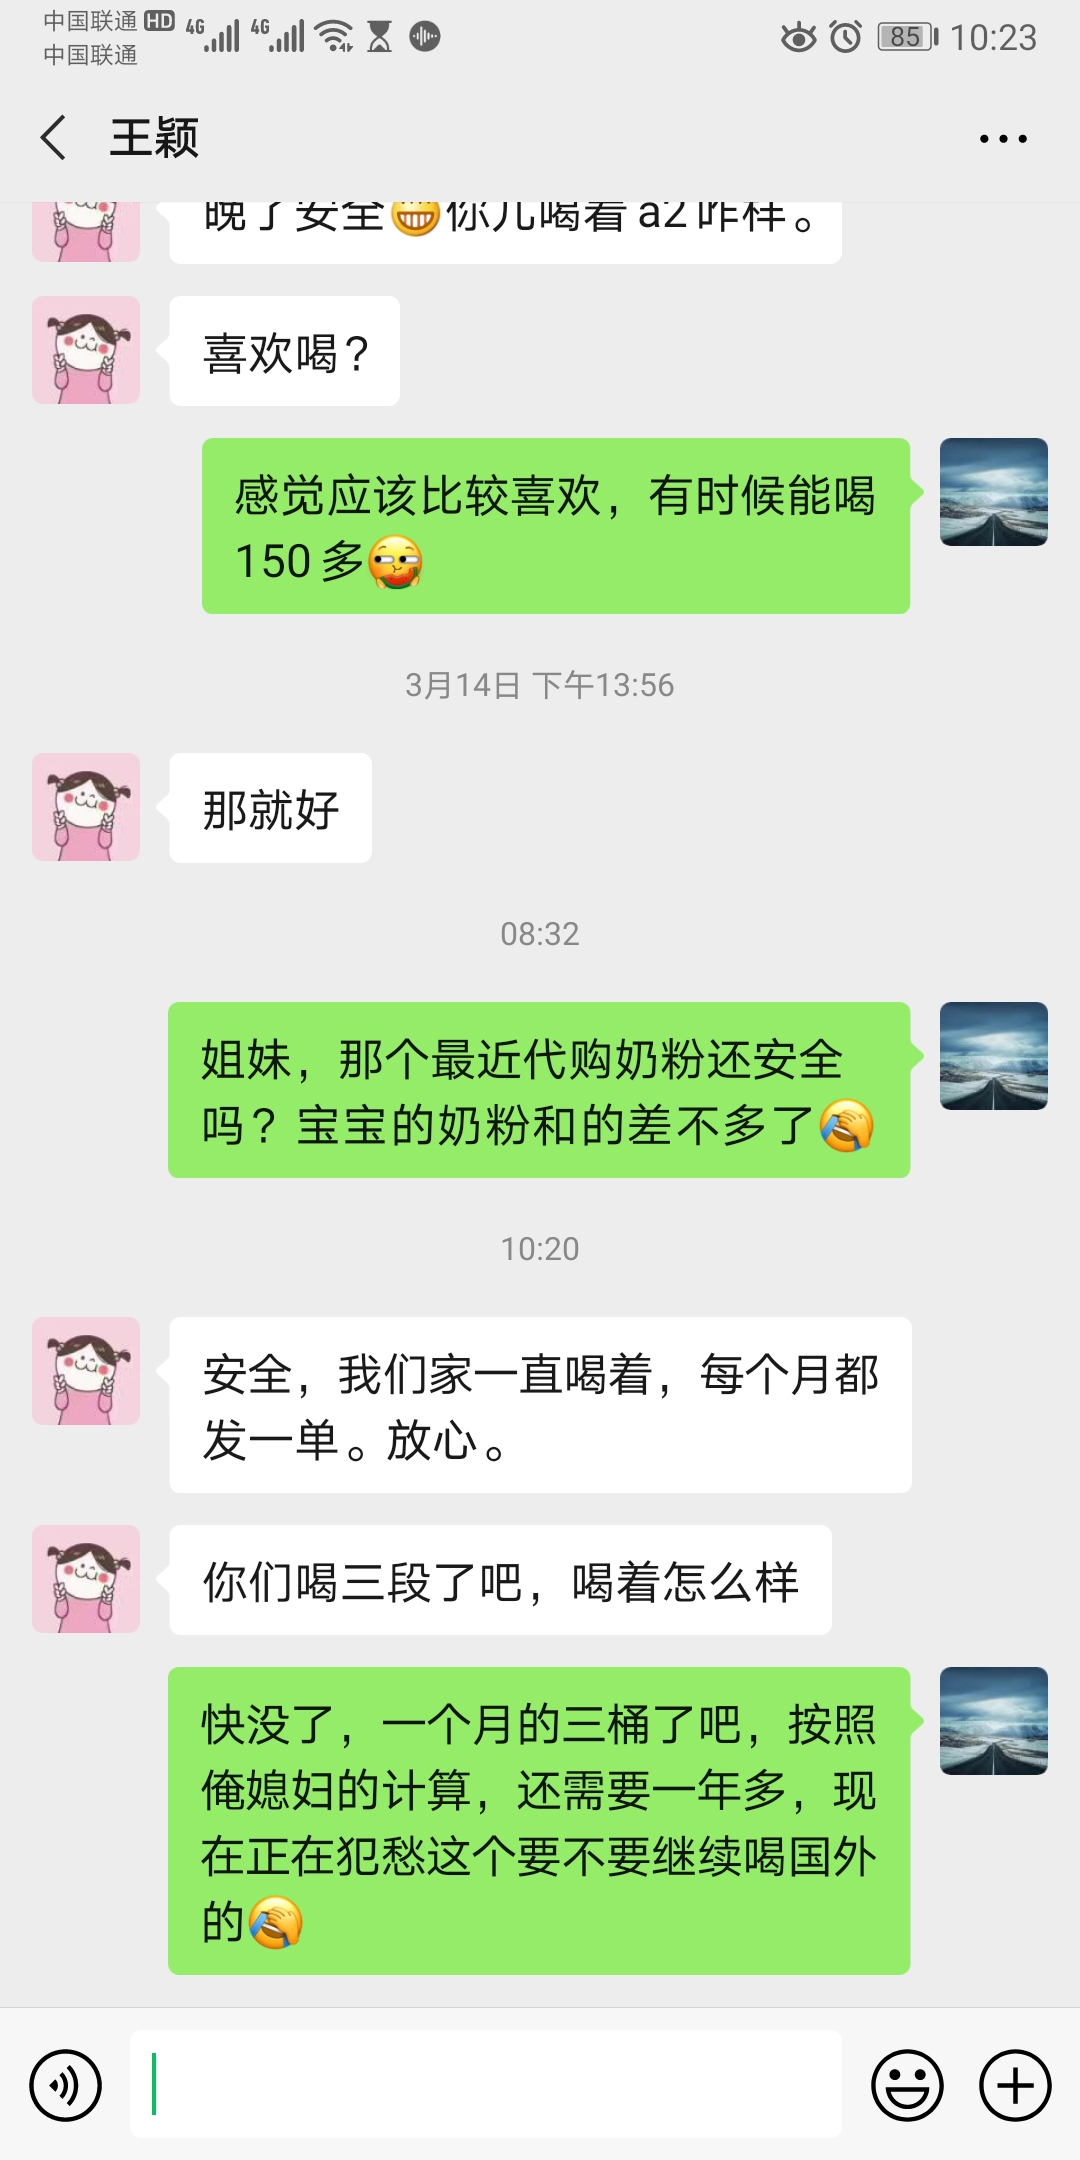 中国联通 HD 4G 4G 85 10:23
中国联通
王颖
晚了安全😁你儿喝着a2咋样。
喜欢喝？
感觉应该比较喜欢，有时候能喝
150多
3月14日 下午13:56
那就好
08:32
姐妹，那个最近代购奶粉还安全
吗？宝宝的奶粉和的差不多了
10:20
安全，我们家一直喝着，每个月都
发一单。放心。
你们喝三段了吧，喝着怎么样
快没了，一个月的三桶了吧，按照
俺媳妇的计算，还需要一年多，现
在正在犯愁这个要不要继续喝国外
的